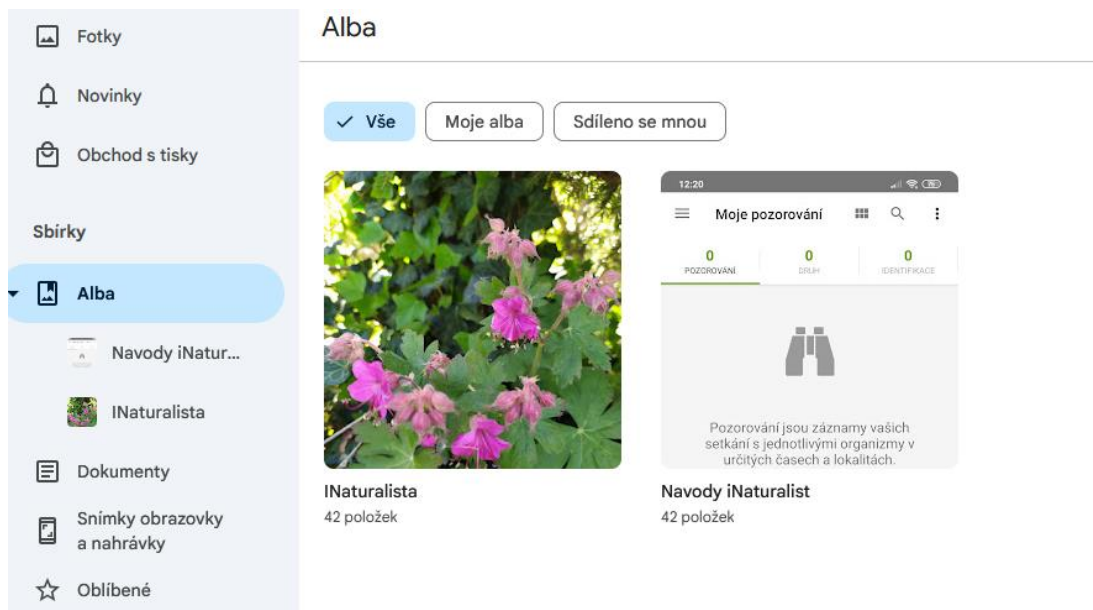 Fotky
Novinky
Obchod s tisky
Sbírky
Alba
Navody iNatur...
INaturalista
Dokumenty
Snímky obrazovky
a nahrávky
Oblíbené
Alba
Vše
Moje alba
Sdíleno se mnou
INaturalista
42 položek
12:20
Moje pozorování
0
POZOROVÁNÍ
0
DRUH
0
IDENTIFIKACE
Pozorování jsou záznamy vašich
setkání s jednotlivými organizmy v
určitých časech a lokalitách.
Navody iNaturalist
42 položek